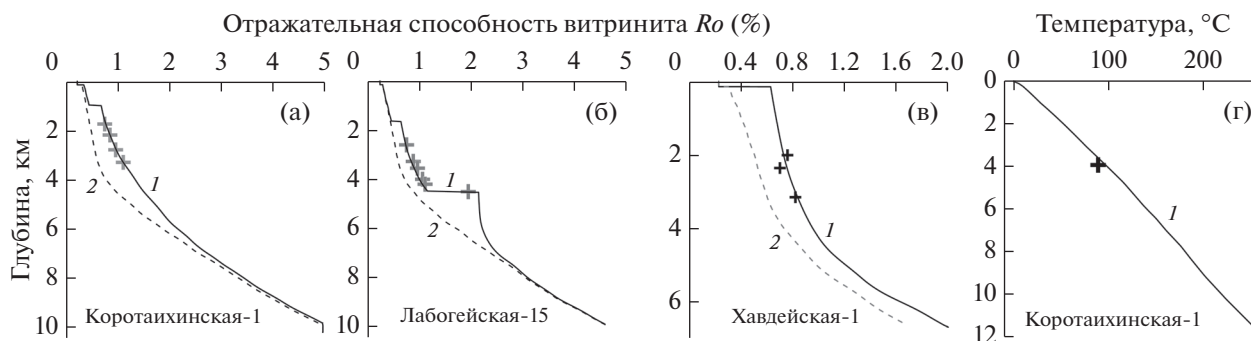 Отражательная способность витринита Ro (%)
Температура, °C
0 1 2 3 4 5
0 1 2 3 4 5
0 0.4 0.8 1.2 1.6 2.0
0 100 200
Глубина, км
2
4
6
8
10
(а)
1
2
Коротаихинская-1
0
2
4
6
8
10
(б)
1
2
Лабогейская-15
0
2
4
6
(в)
1
2
Хавдейская-1
0
2
4
6
8
10
12
(г)
1
Коротаихинская-1